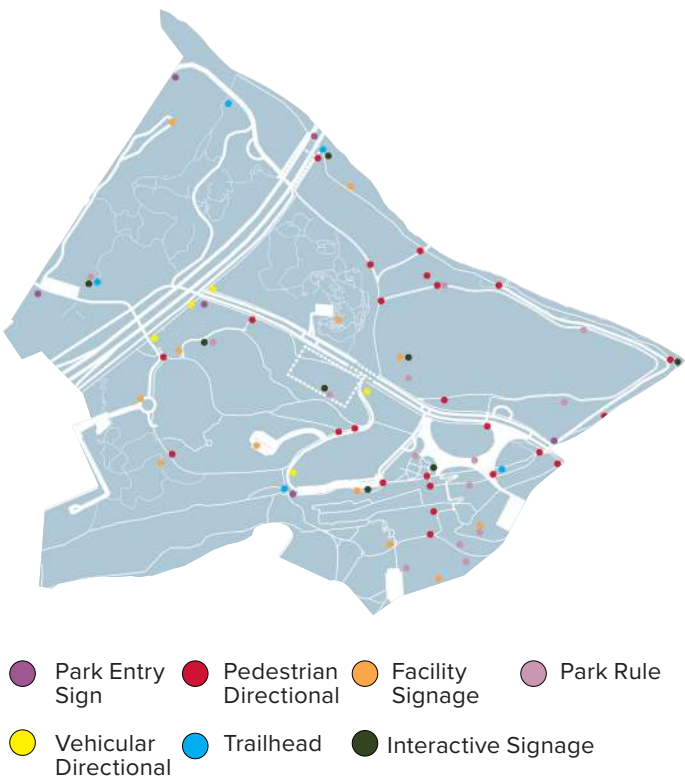 Park Entry
Sign
Pedestrian
Directional
Facility
Signage
Park Rule
Vehicular
Directional
Trailhead
Interactive Signage